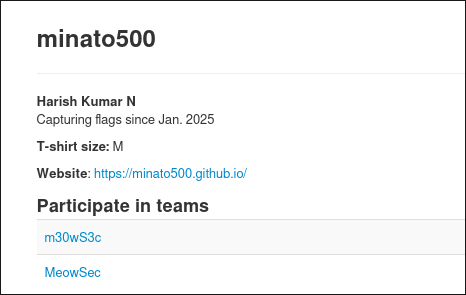 minato500
Harish Kumar N
Capturing flags since Jan. 2025
T-shirt size: M
Website: https://minato500.github.io/
Participate in teams
m30wS3c
MeowSec